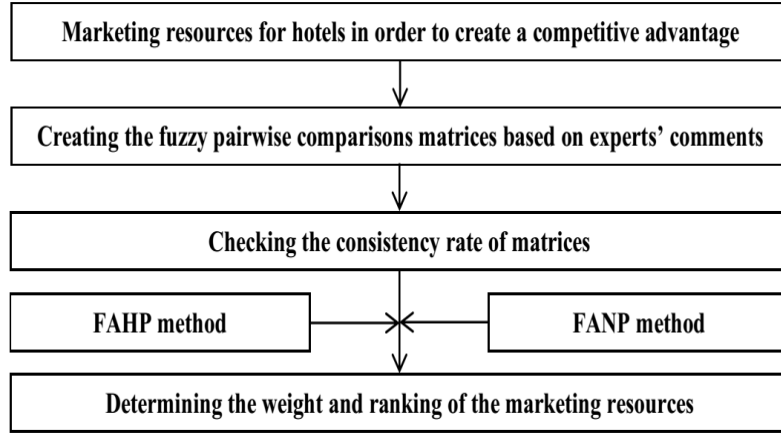 Marketing resources for hotels in order to create a competitive advantage
Creating the fuzzy pairwise comparisons matrices based on experts’ comments
Checking the consistency rate of matrices
FAHP method
FANP method
Determining the weight and ranking of the marketing resources